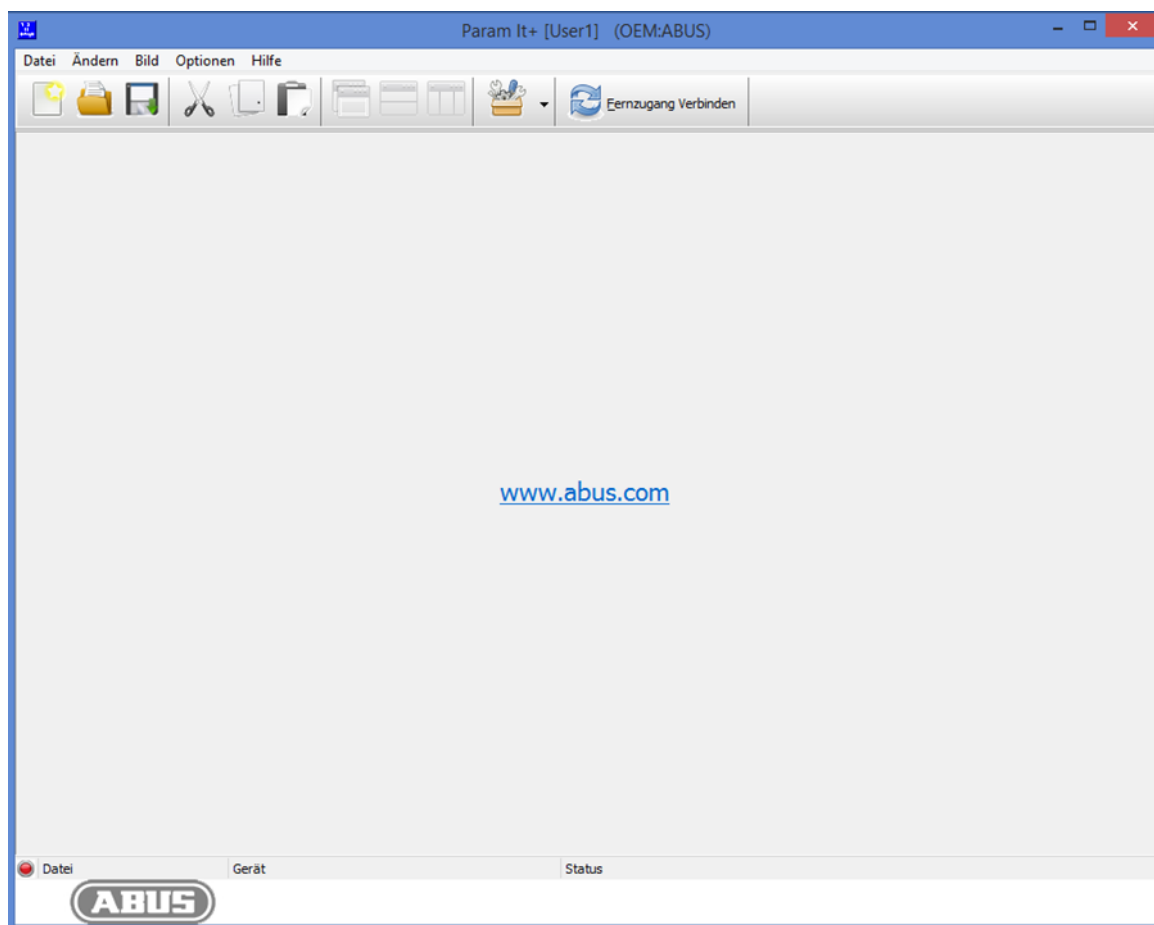 Param It+ [User1] (OEM:ABUS)
Datei Ändern Bild Optionen Hilfe
Fernzugang Verbinden
www.abus.com
Datei Gerät Status
ABUS